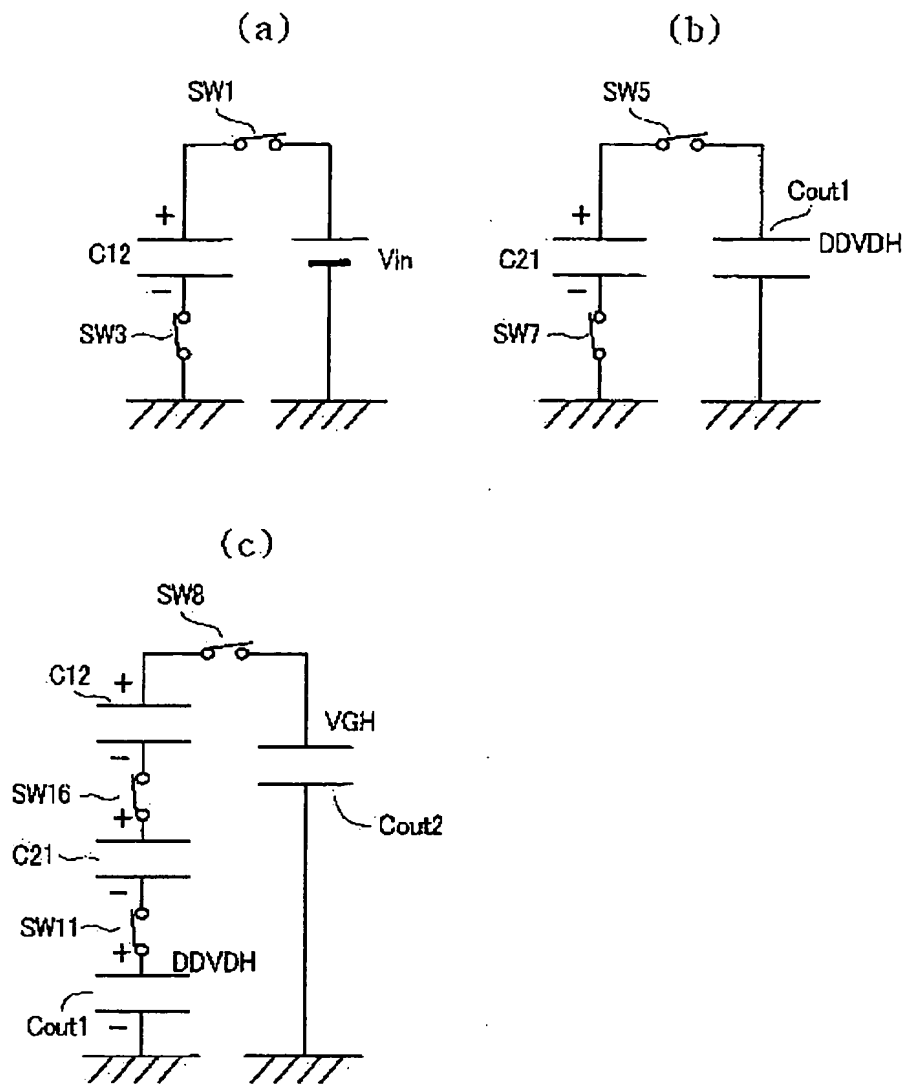 (a)
SW1
+
C12
Vin
−
SW3
(b)
SW5
Cout1
+
DDVDH
C21
−
SW7
(c)
SW8
C12
+
VGH
−
SW16
+
Cout2
C21
−
SW11
+
DDVDH
Cout1
−